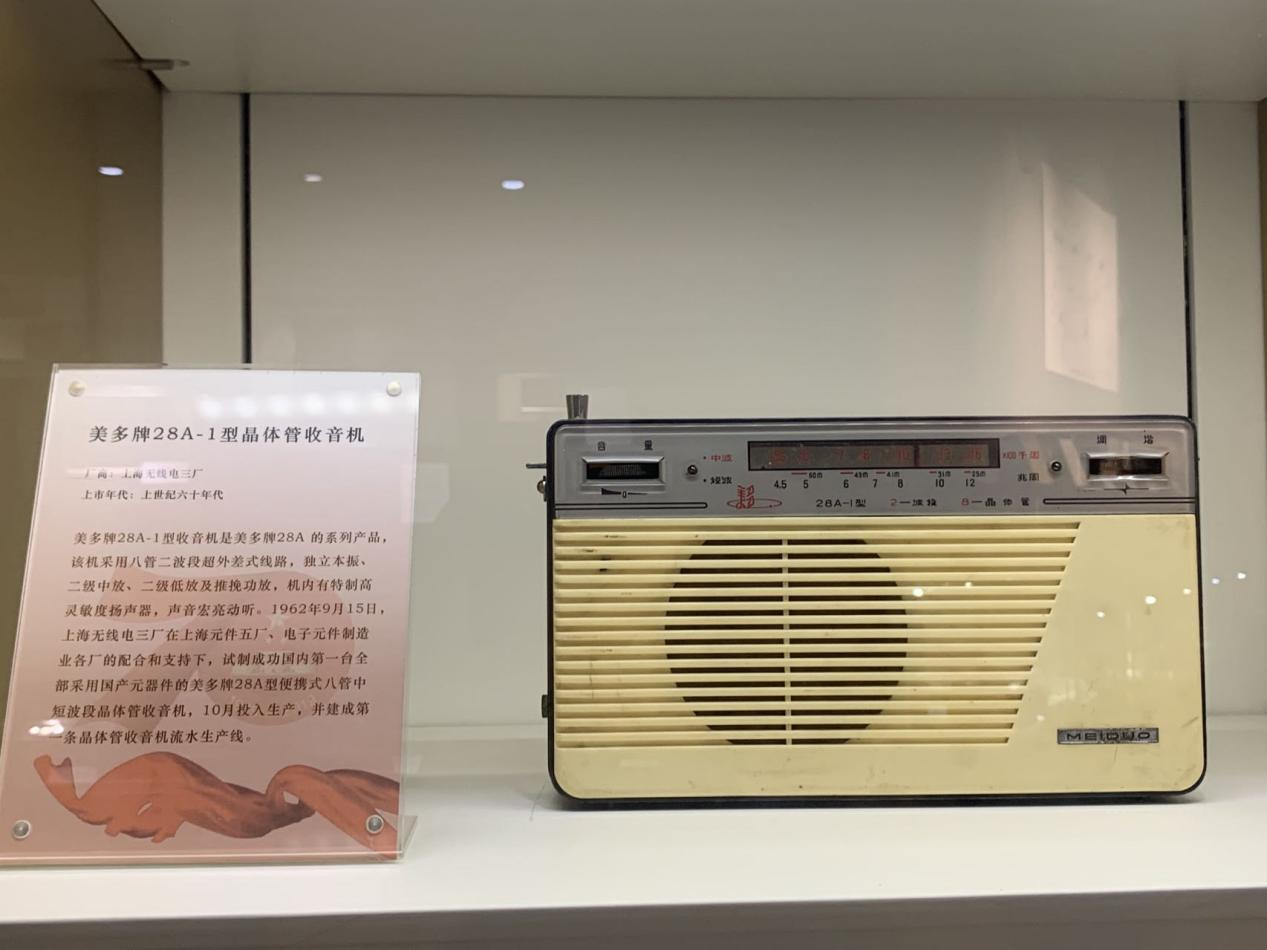 美多牌28A-1型晶体管收音机
厂商：上海无线电三厂
上市年代：上世纪六十年代
美多牌28A-1型收音机是美多牌28A 的系列产品，
该机采用八管二波段超外差式线路，独立本振、
二级中放、二级低放及推挽功放，机内有特制高
灵敏度扬声器，声音宏亮动听。1962年9月15日，
上海无线电三厂在上海元件五厂、电子元件制造
业各厂的配合和支持下，试制成功国内第一台全
部采用国产元器件的美多牌28A型便携式八管中
短波段晶体管收音机，10月投入生产，并建成第
一条晶体管收音机流水生产线。
音量
中波
短波
60m 49m 41m 31m 25m
4.5 5 6 7 8 10 12
兆周
调谐
28A-1型 2一波段 8一晶体管
MEIDUO